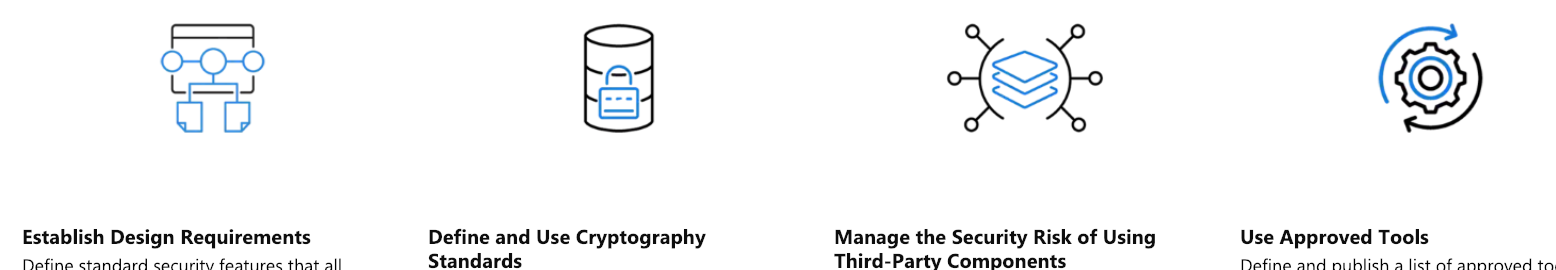 Establish Design Requirements
Define standard security features that all
Define and Use Cryptography
Standards
Manage the Security Risk of Using
Third-Party Components
Use Approved Tools
Define and publish a list of approved